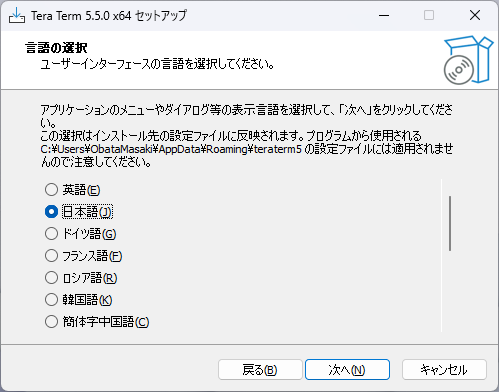 Tera Term 5.5.0 x64 セットアップ
言語の選択
ユーザーインターフェースの言語を選択してください。
アプリケーションのメニューやダイアログ等の表示言語を選択して、「次へ」をクリックしてくださ
い。
この選択はインストール先の設定ファイルに反映されます。プログラムから使用される
C:¥Users¥ObataMasaki¥AppData¥Roaming¥teraterm5 の設定ファイルには適用されませ
んので注意してください。
英語(E)
日本語(J)
ドイツ語(G)
フランス語(F)
ロシア語(R)
韓国語(K)
簡体字中国語(C)
戻る(B)
次へ(N)
キャンセル